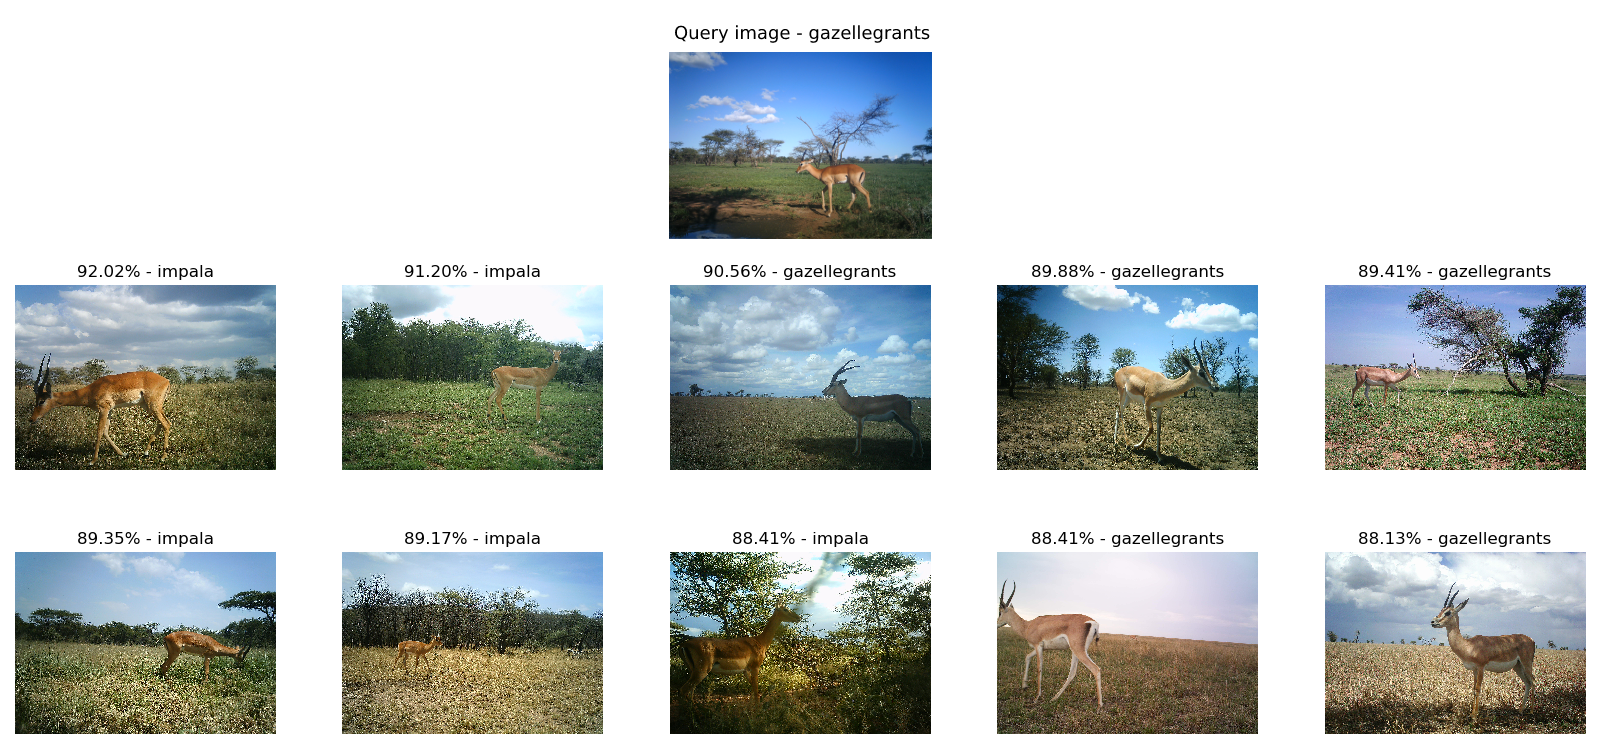 Query image - gazellegrants
92.02% - impala
91.20% - impala
90.56% - gazellegrants
89.88% - gazellegrants
89.41% - gazellegrants
89.35% - impala
89.17% - impala
88.41% - impala
88.41% - gazellegrants
88.13% - gazellegrants